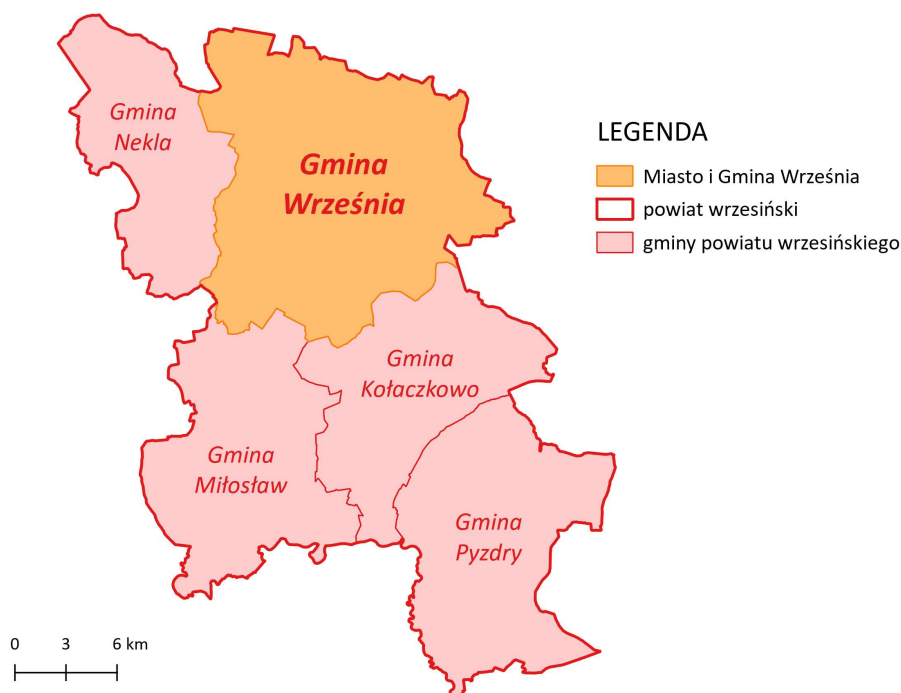 Gmina
Nekla
Gmina
Września
LEGENDA
Miasto i Gmina Września
powiat wrzesiński
gminy powiatu wrzesińskiego
Gmina
Kołaczkowo
Gmina
Miłosław
Gmina
Pyzdry
0 3 6 km